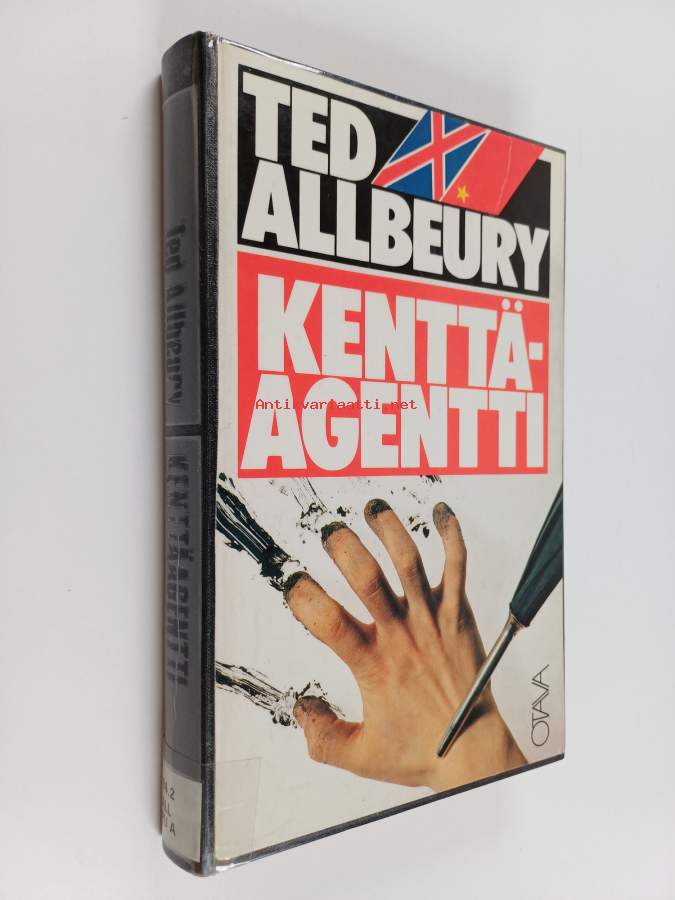 TED
ALLBEURY
KENTTÄ-
AGENTTI
Antikvariaatti.net
OTAVA
Ted Allbeury
KENTTÄAGENTTI